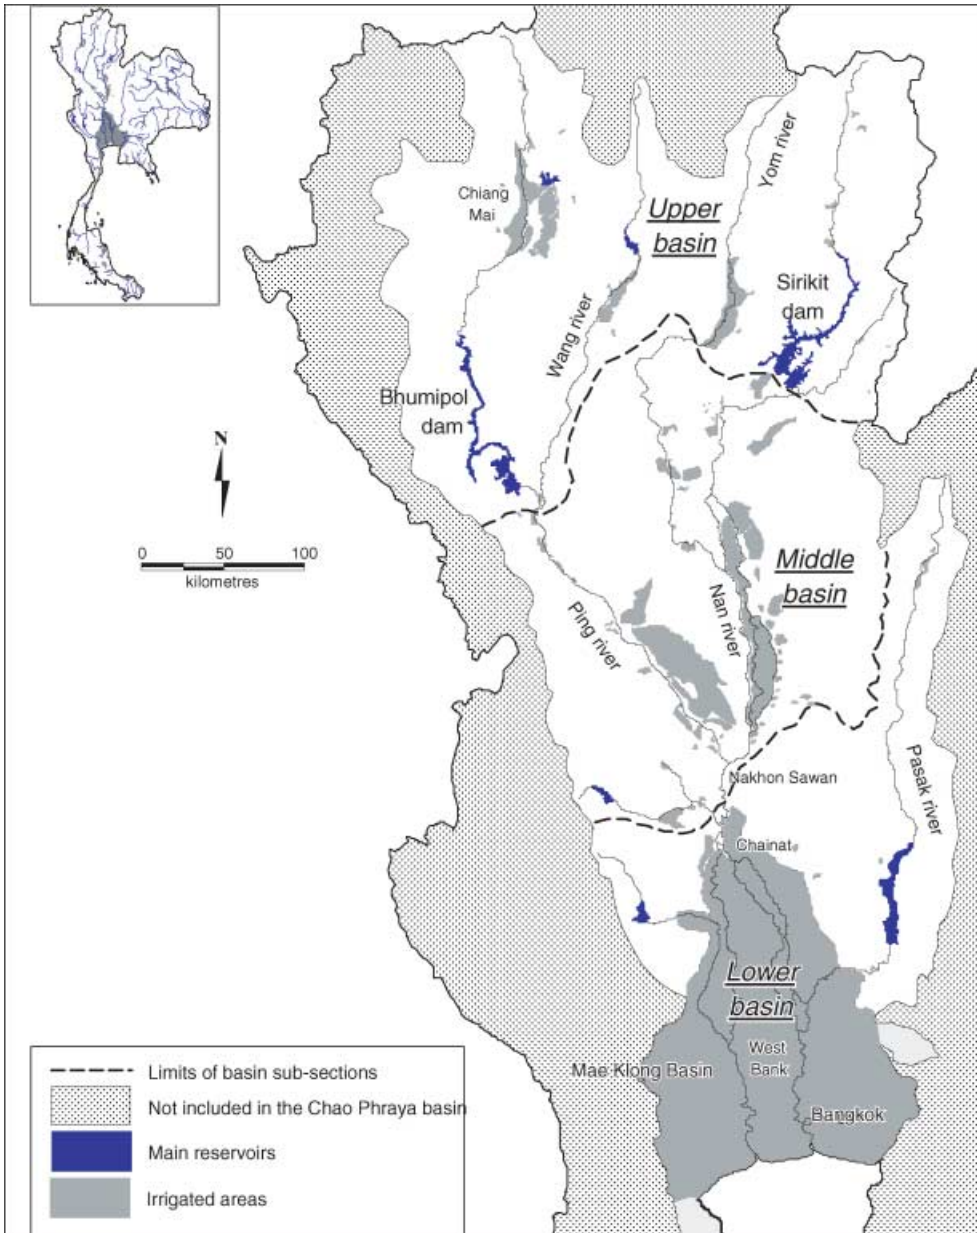 Yom river
Chiang
Mai
Upper
basin
Sirikit
dam
Wang river
Bhumipol
dam
N
0 50 100
kilometres
Middle
basin
Nan river
Ping river
Pasak river
Nakhon Sawan
Chainat
Lower
basin
West
Bank
Mae Klong Basin
Bangkok
Limits of basin sub-sections
Not included in the Chao Phraya basin
Main reservoirs
Irrigated areas